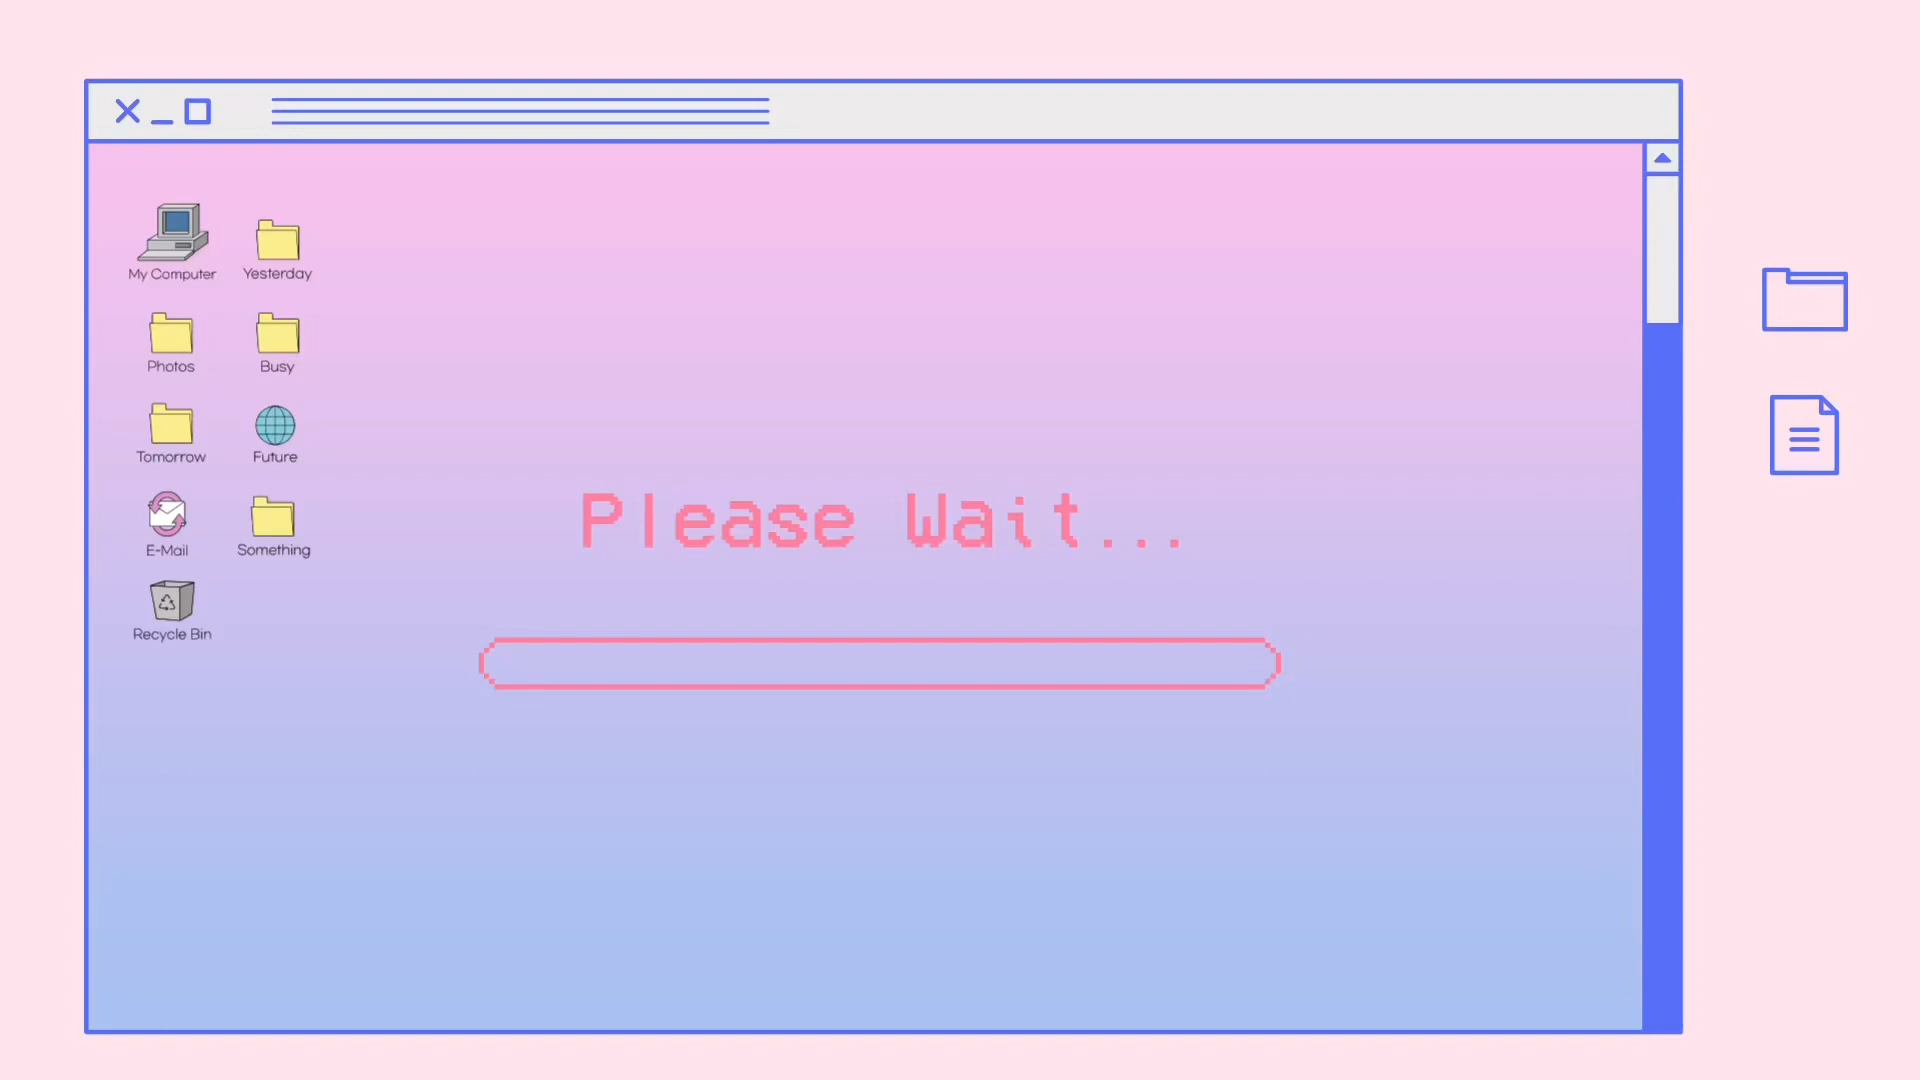 My Computer
Yesterday
Photos
Busy
Tomorrow
Future
E-Mail
Something
Recycle Bin
Please Wait...